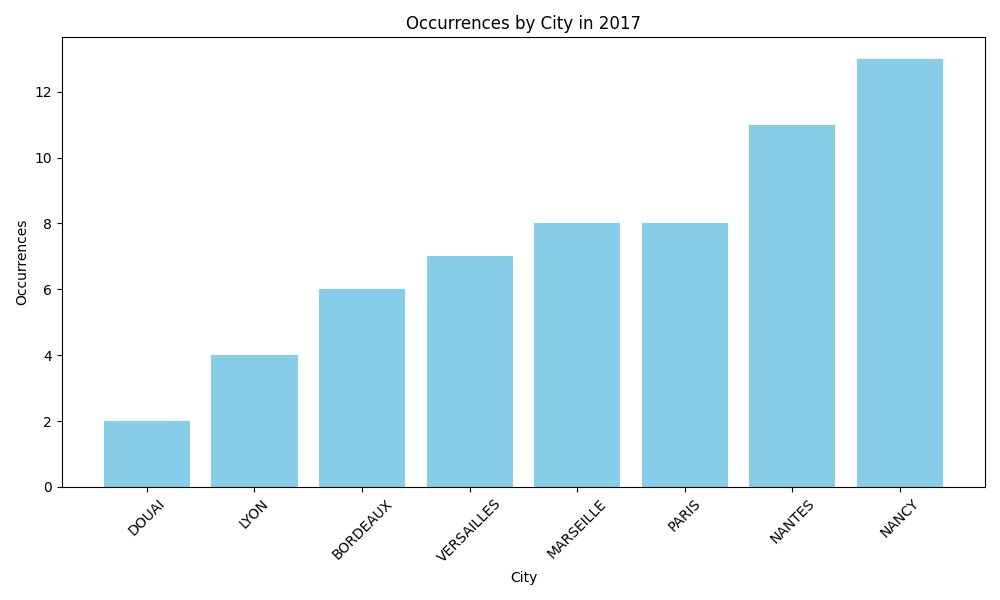 Occurrences by City in 2017
Occurrences
12
10
8
6
4
2
0
DOUAI
LYON
BORDEAUX
VERSAILLES
MARSEILLE
PARIS
NANTES
NANCY
City